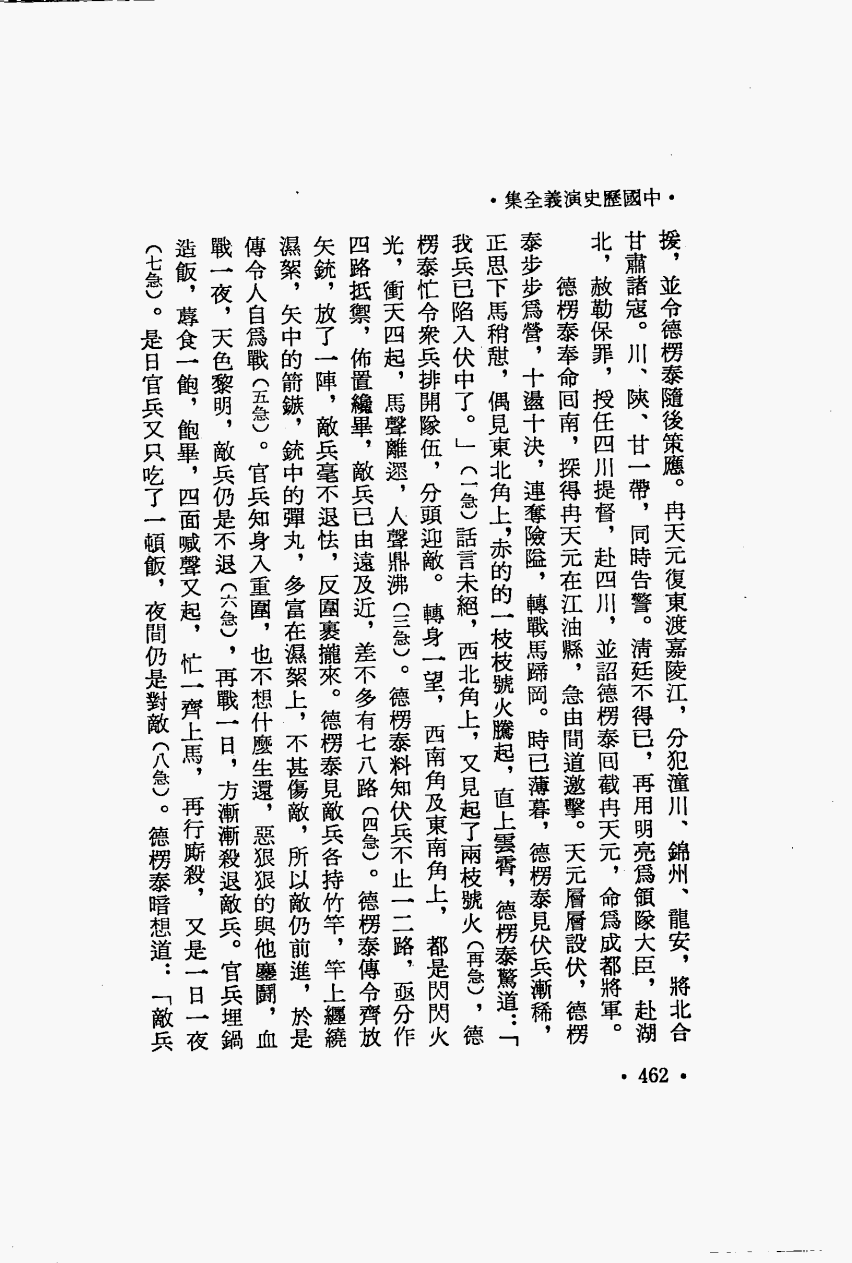 ·中國歷史演義全集·
援，並令德楞泰隨後策應。冉天元復東渡嘉陵江，分犯潼川、錦州、龍安，將北合
甘肅諸寇。川、陝、甘一帶，同時告警。清廷不得已，再用明亮爲領隊大臣，赴湖
北，赦勒保罪，授任四川提督，赴四川，並詔德楞泰回截冉天元，命爲成都將軍。
德楞泰奉命回南，探得冉天元在江油縣，急由間道邀擊。天元層層設伏，德楞
泰步步爲營，十盪十決，連奪險隘，轉戰馬蹄岡。時已薄暮，德楞泰見伏兵漸稀，
正思下馬稍憇，偶見東北角上，赤的的一枝枝號火騰起，直上雲霄，德楞泰驚道：「
我兵已陷入伏中了。」（一急）話言未絕，西北角上，又見起了兩枝號火（再急），德
楞泰忙令衆兵排開隊伍，分頭迎敵。轉身一望，西南角及東南角上，都是閃閃火
光，衝天四起，馬聲雜遝，人聲鼎沸（三急）。德楞泰料知伏兵不止一二路，亟分作
四路抵禦，佈置纔畢，敵兵已由遠及近，差不多有七八路（四急）。德楞泰傳令齊放
矢銃，放了一陣，敵兵毫不退怯，反圍裹攏來。德楞泰見敵兵各持竹竿，竿上纏繞
濕絮，矢中的箭鏃，銃中的彈丸，多富在濕絮上，不甚傷敵，所以敵仍前進，於是
傳令人自爲戰（五急）。官兵知身入重圍，也不想什麼生還，惡狠狠的與他鏖鬪，血
戰一夜，天色黎明，敵兵仍是不退（六急），再戰一日，方漸漸殺退敵兵。官兵埋鍋
造飯，蓐食一飽，飽畢，四面喊聲又起，忙一齊上馬，再行廝殺，又是一日一夜
（七急）。是日官兵又只吃了一頓飯，夜間仍是對敵（八急）。德楞泰暗想道：「敵兵
·462·